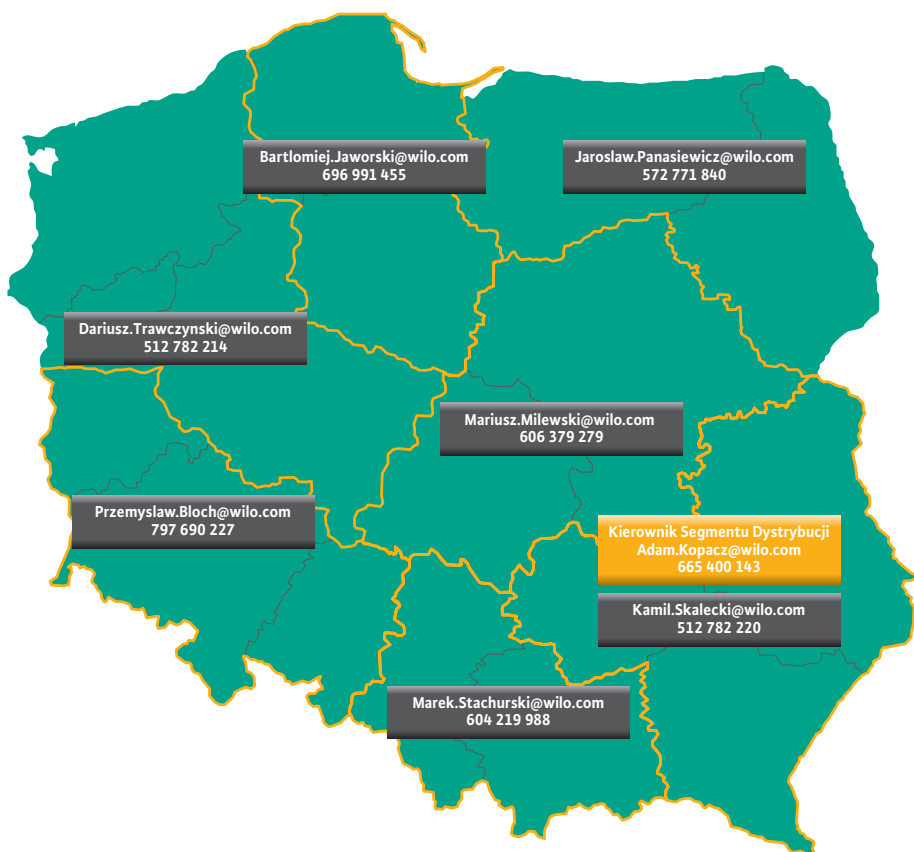 Bartlomiej.Jaworski@wilo.com
696 991 455
Jaroslaw.Panasiewicz@wilo.com
572 771 840
Dariusz.Trawczynski@wilo.com
512 782 214
Mariusz.Milewski@wilo.com
606 379 279
Przemyslaw.Bloch@wilo.com
797 690 227
Kierownik Segmentu Dystrybucji
Adam.Kopacz@wilo.com
665 400 143
Kamil.Skalecki@wilo.com
512 782 220
Marek.Stachurski@wilo.com
604 219 988